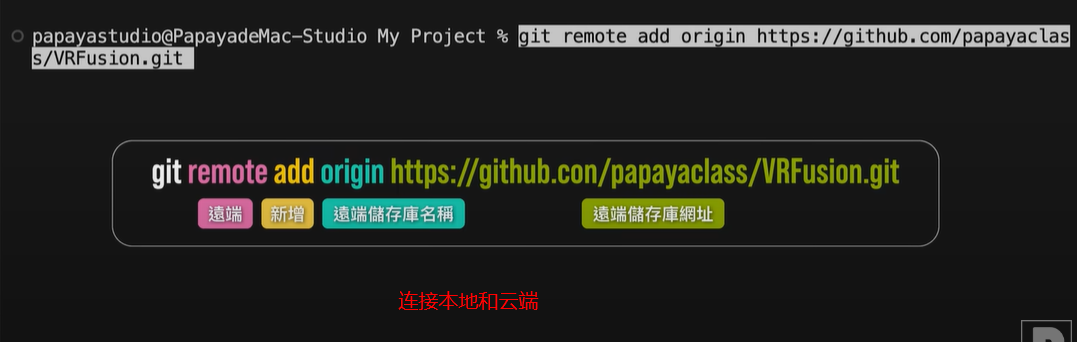 papayastudio@PapayadeMac-Studio My Project % git remote add origin https://github.com/papayaclas
s/VRFusion.git
git remote add origin https://github.con/papayaclass/VRFusion.git
遠端 新增 遠端儲存庫名稱 遠端儲存庫網址
连接本地和云端